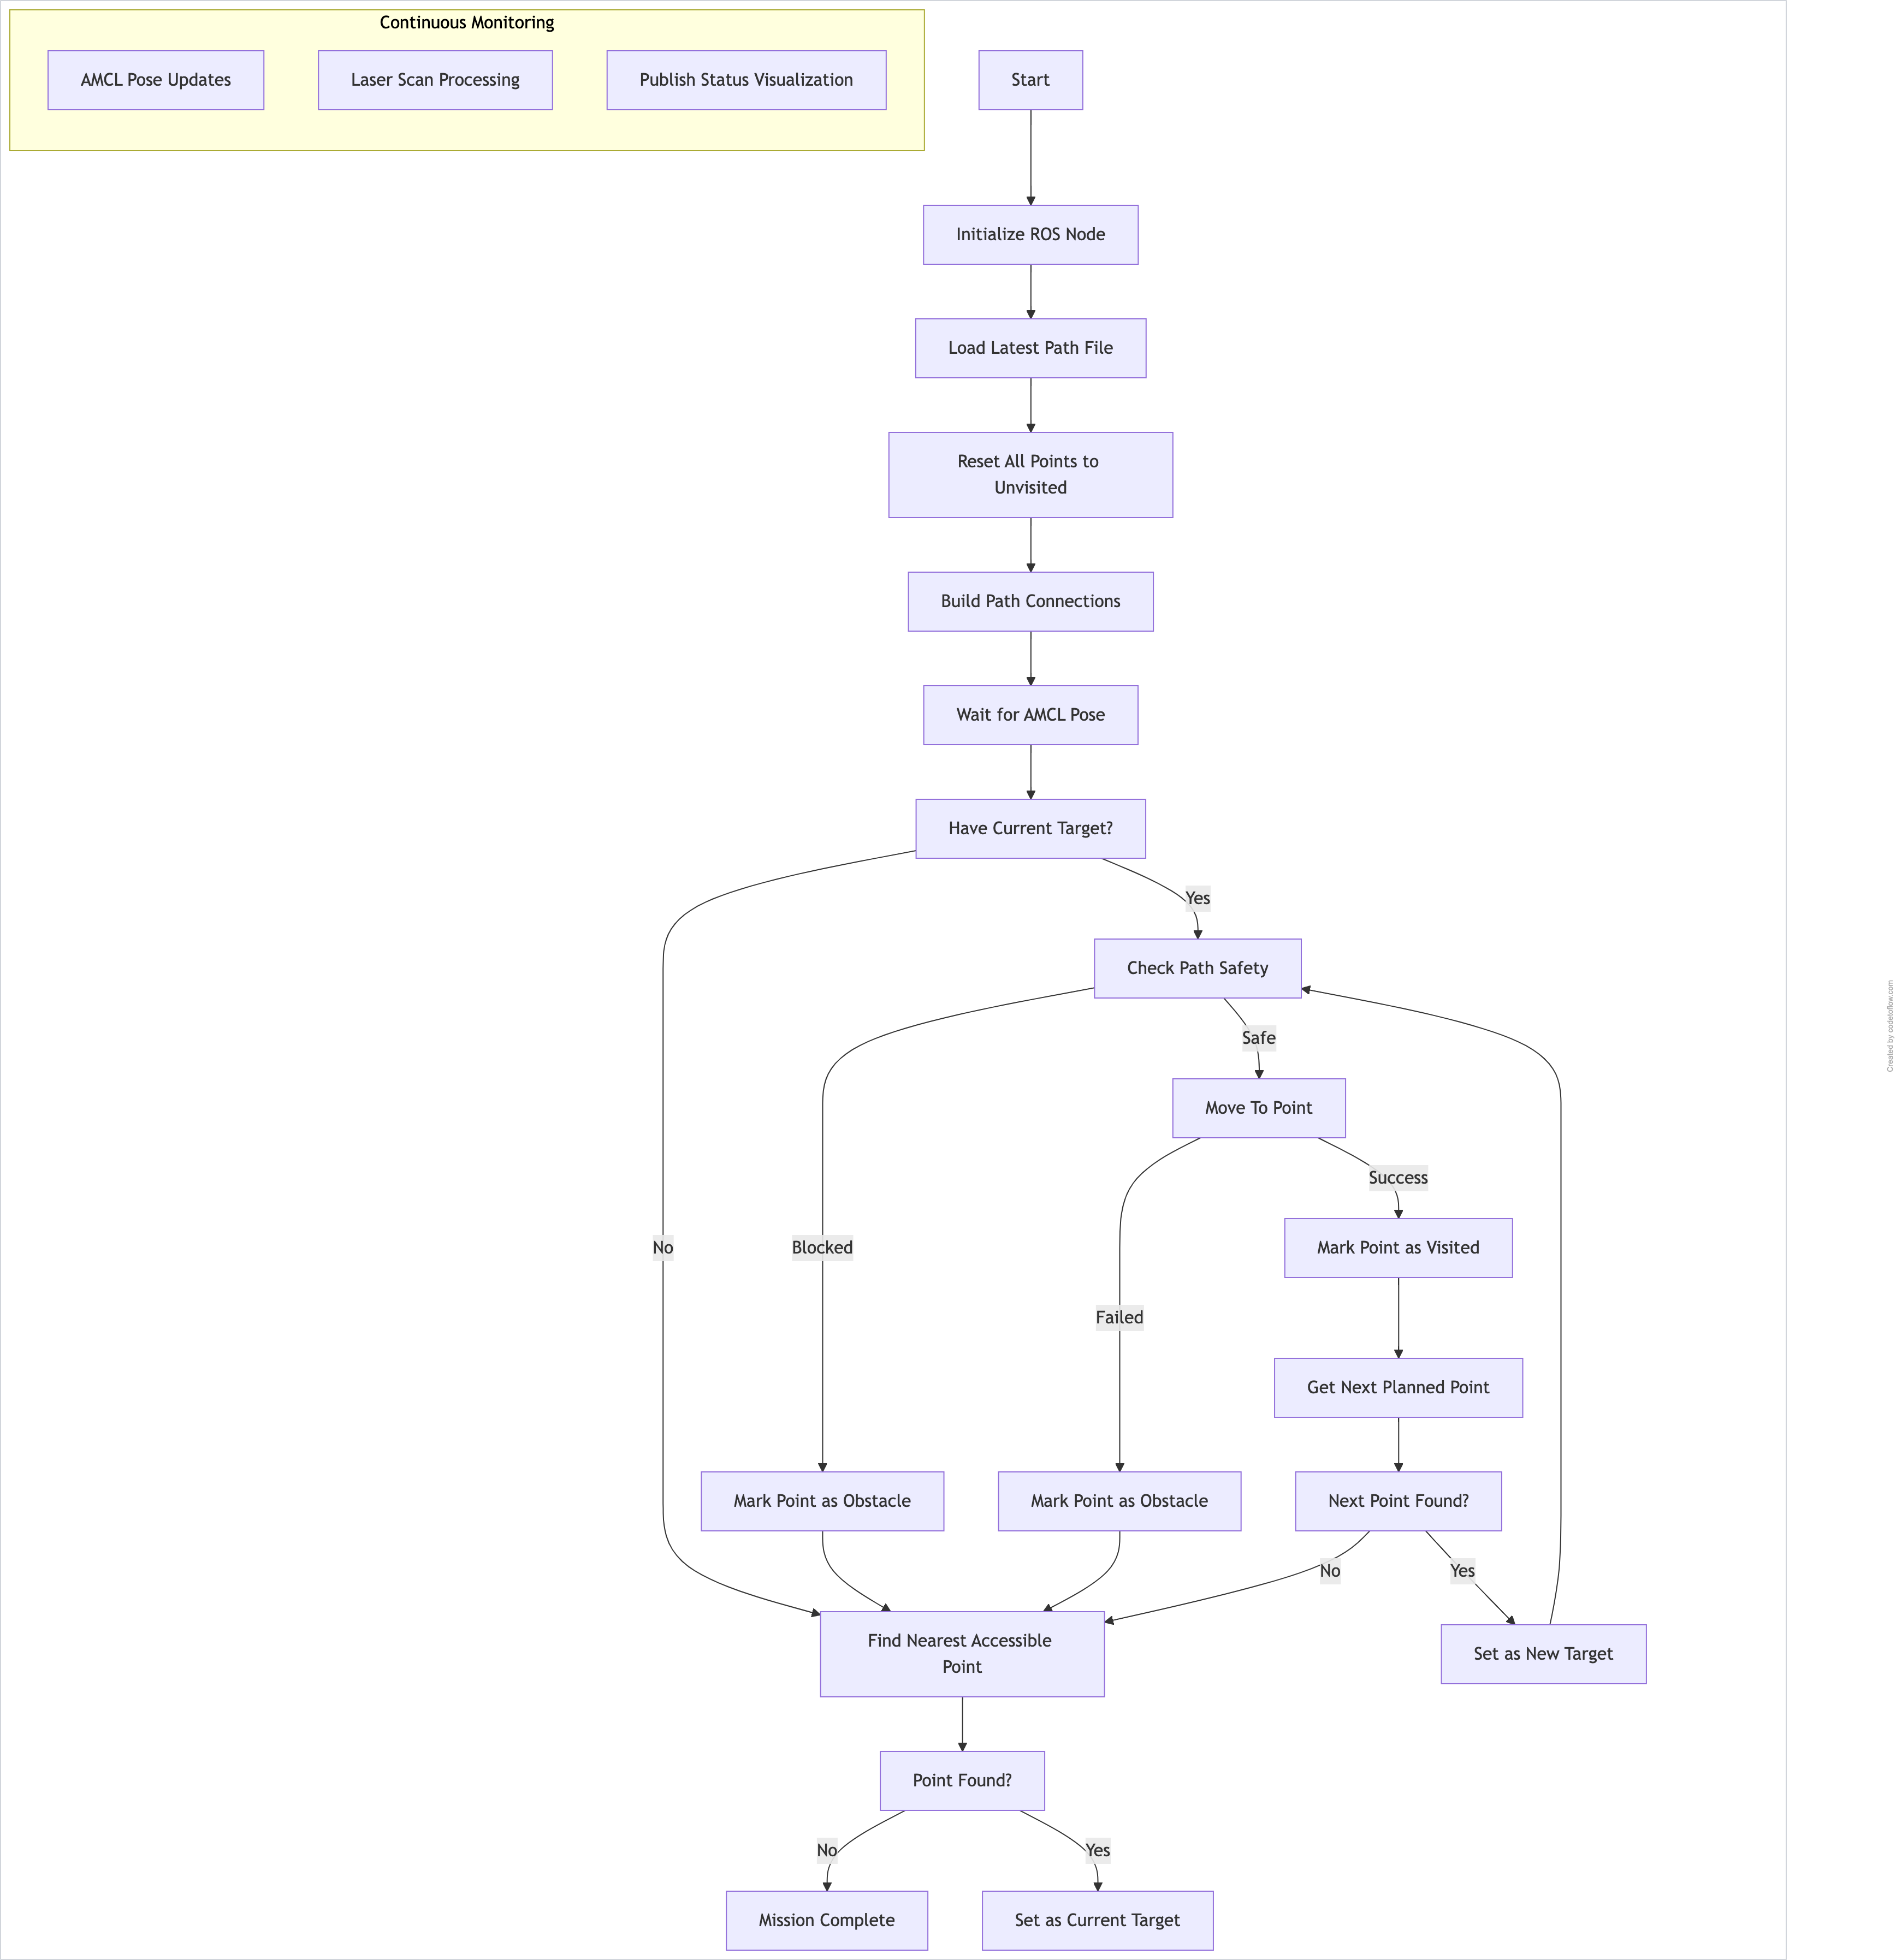 Continuous Monitoring
AMCL Pose Updates
Laser Scan Processing
Publish Status Visualization
Start
Initialize ROS Node
Load Latest Path File
Reset All Points to
Unvisited
Build Path Connections
Wait for AMCL Pose
Have Current Target?
Yes
Check Path Safety
Safe
Move To Point
Success
No
Blocked
Mark Point as Visited
Failed
Get Next Planned Point
Mark Point as Obstacle
Mark Point as Obstacle
Next Point Found?
No
Yes
Find Nearest Accessible
Point
Set as New Target
Point Found?
No
Yes
Mission Complete
Set as Current Target
Created by codetoflow.com